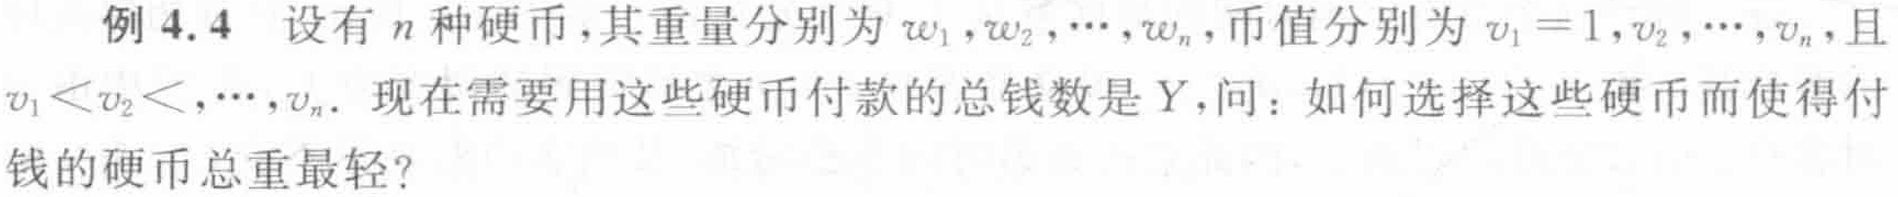 例 4.4 设有 n 种硬币,其重量分别为 w₁,w₂,…,wₙ,币值分别为 v₁=1,v₂,…,vₙ,且
v₁<v₂<,…,vₙ. 现在需要用这些硬币付款的总钱数是 Y,问：如何选择这些硬币而使得付
钱的硬币总重最轻?